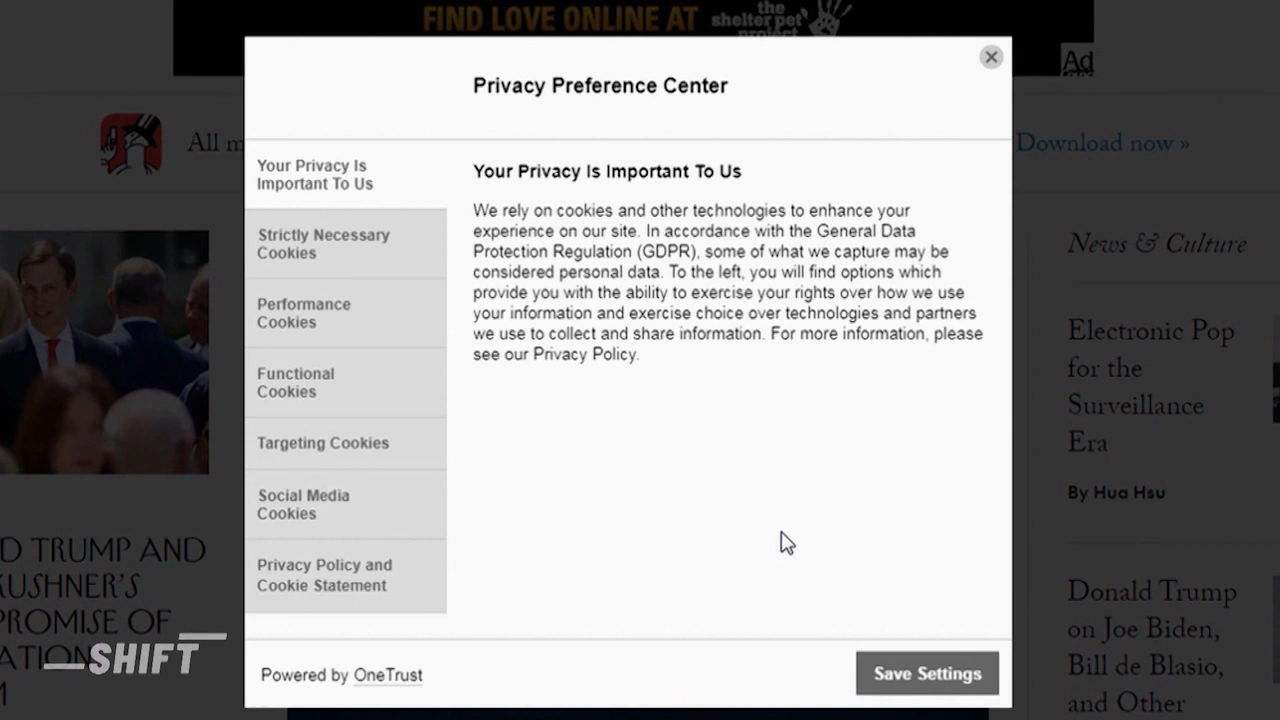 FIND LOVE ONLINE AT
the
shelter pet
project
Ad
Privacy Preference Center
All
Download now »
Your Privacy Is
Important To Us
Strictly Necessary
Cookies
Performance
Cookies
Functional
Cookies
Targeting Cookies
Social Media
Cookies
Privacy Policy and
Cookie Statement
Your Privacy Is Important To Us
We rely on cookies and other technologies to enhance your
experience on our site. In accordance with the General Data
Protection Regulation (GDPR), some of what we capture may be
considered personal data. To the left, you will find options which
provide you with the ability to exercise your rights over how we use
your information and exercise choice over technologies and partners
we use to collect and share information. For more information, please
see our Privacy Policy.
Powered by OneTrust
Save Settings
News & Culture
Electronic Pop
for the
Surveillance
Era
By Hua Hsu
Donald Trump
on Joe Biden,
Bill de Blasio,
and Other
D TRUMP AND
KUSHNER'S
PROMISE OF
SHIFT